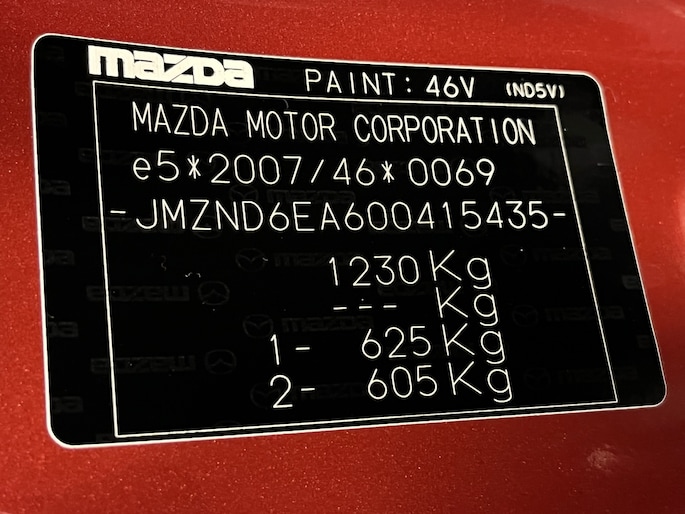 mazda PAINT: 46V (ND5V)
MAZDA MOTOR CORPORATION
e5*2007/46*0069
-JMZND6EA600415435-
1230 Kg
--- Kg
1- 625 Kg
2- 605 Kg